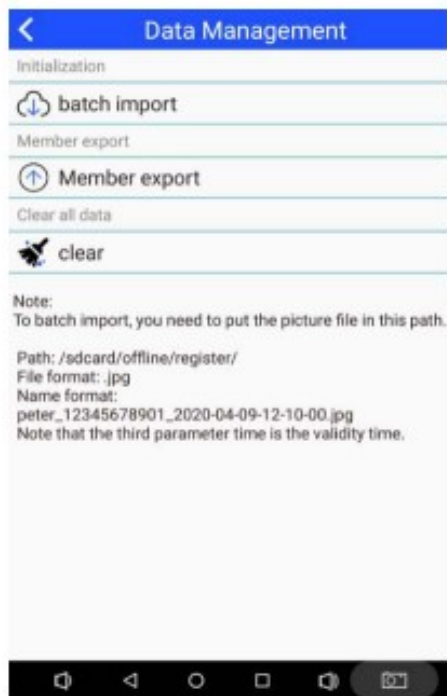 Data Management
Initialization
batch import
Member export
Member export
Clear all data
clear
Note:
To batch import, you need to put the picture file in this path.
Path: /sdcard/offline/register/
File format: .jpg
Name format:
peter_12345678901_2020-04-09-12-10-00.jpg
Note that the third parameter time is the validity time.